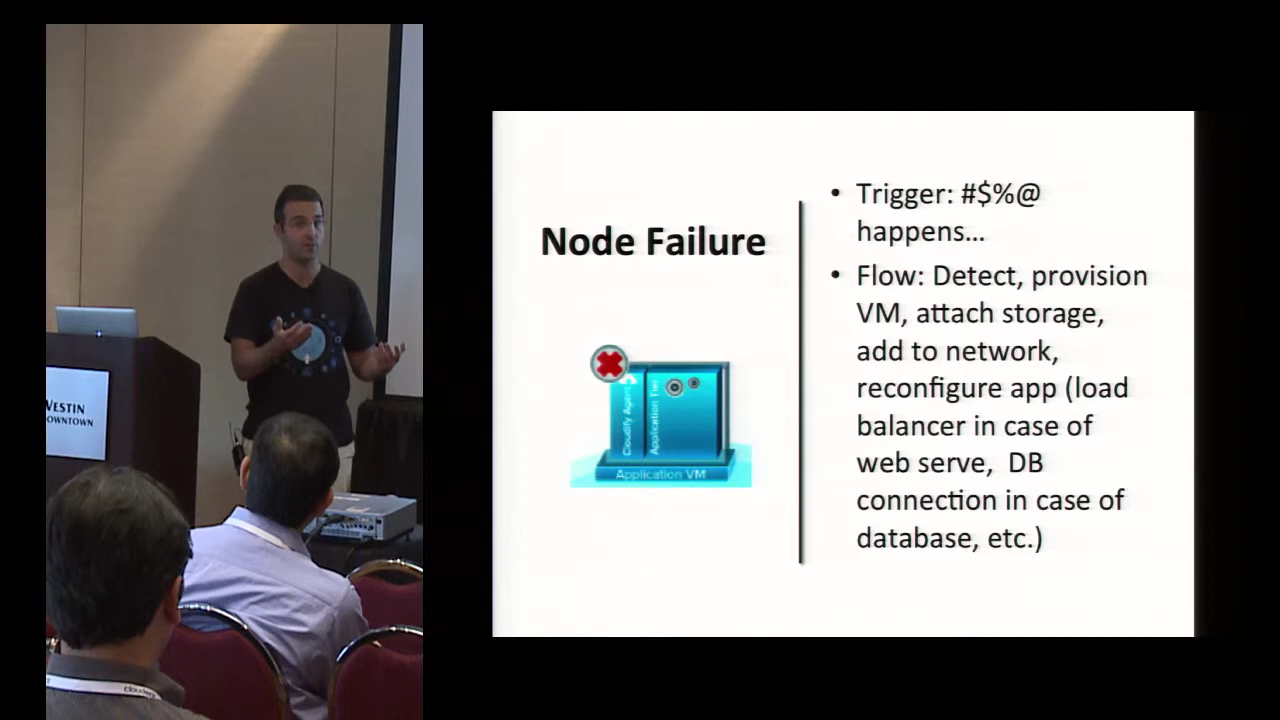 WESTIN
DOWNTOWN
Node Failure
Cloudify Agent
Application Tier
Application VM
• Trigger: #$%@
happens...
• Flow: Detect, provision
VM, attach storage,
add to network,
reconfigure app (load
balancer in case of
web serve, DB
connection in case of
database, etc.)